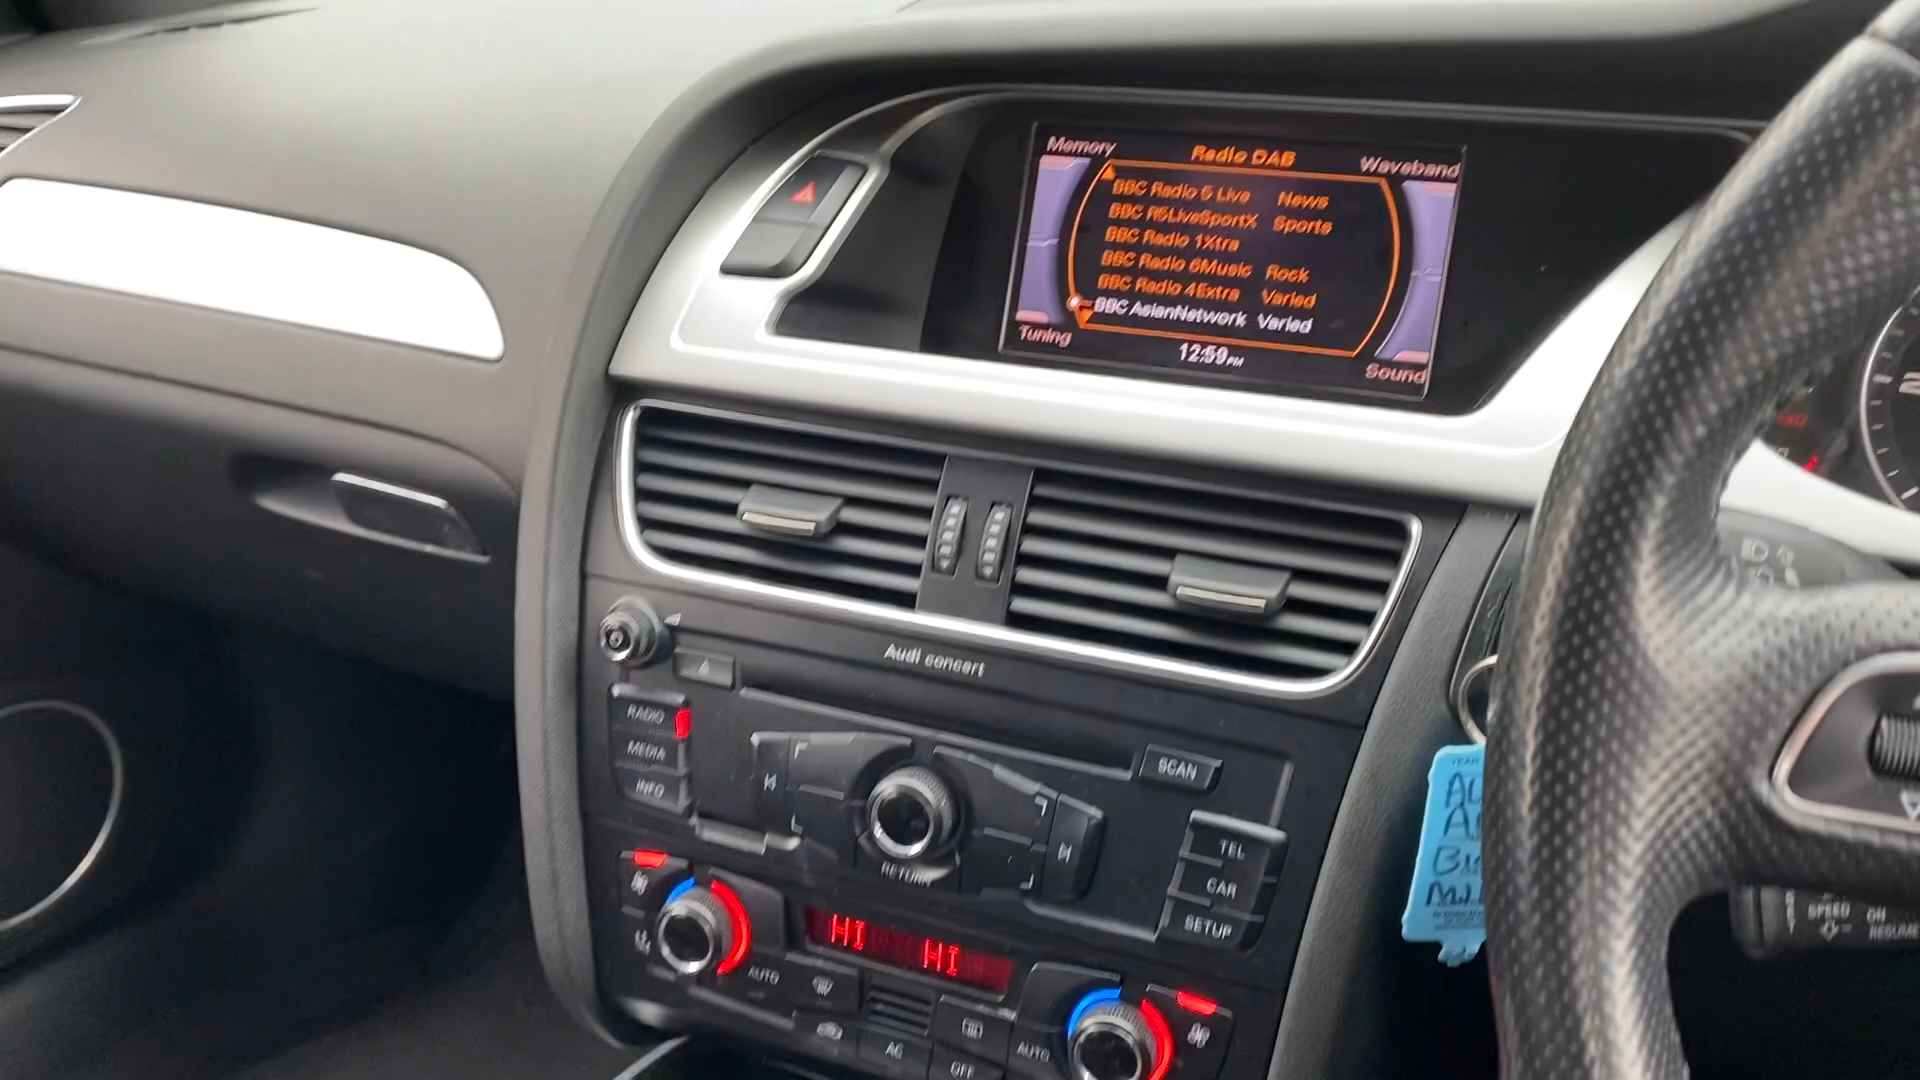 Memory
Radio DAB
Waveband
BBC Radio 5 Live News
BBC R5LiveSportX Sports
BBC Radio 1Xtra
BBC Radio 6Music Rock
BBC Radio 4Extra Varied
BBC AsianNetwork Varied
Tuning
12:59 PM
Sound
Audi concert
RADIO
MEDIA
INFO
SCAN
RETURN
TEL
CAR
SETUP
HI HI
AUTO
AUTO
AC
OFF
YEAR
SPEED
ON
RESUME